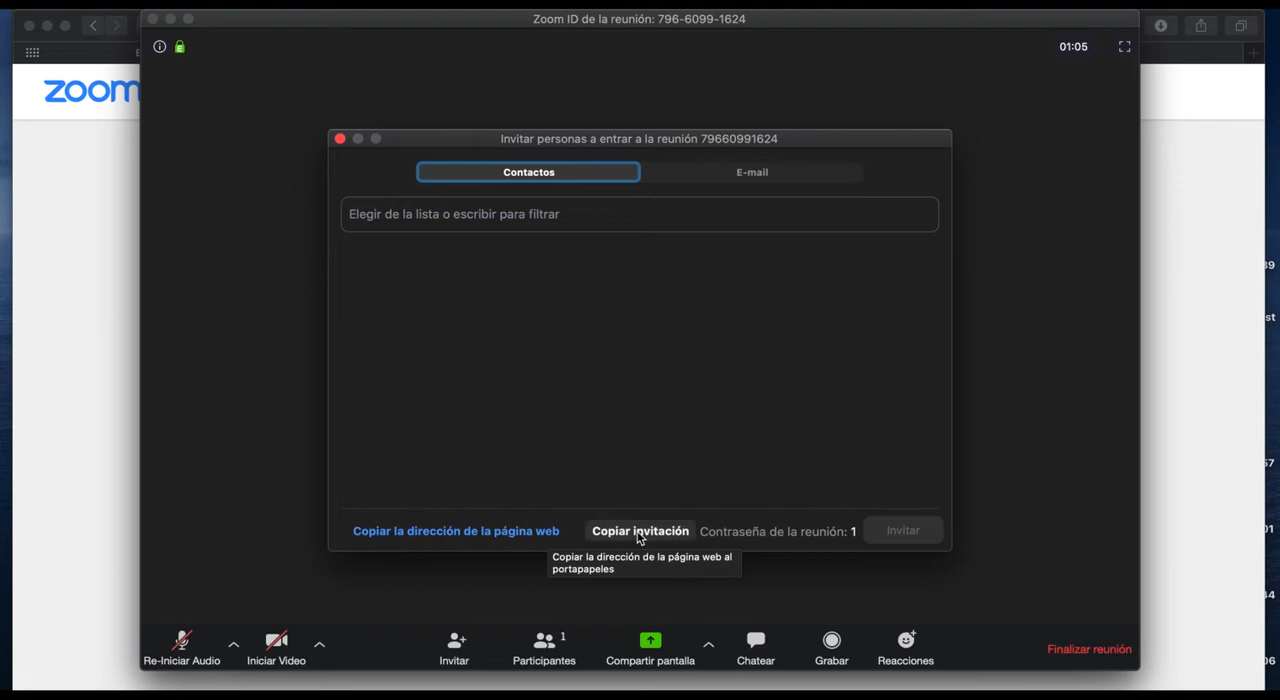 Zoom ID de la reunión: 796-6099-1624
01:05
zoom
Invitar personas a entrar a la reunión 79660991624
Contactos
E-mail
Elegir de la lista o escribir para filtrar
Copiar la dirección de la página web
Copiar invitación
Contraseña de la reunión: 1
Invitar
Copiar la dirección de la página web al
portapapeles
1
Re-Iniciar Audio
Iniciar Video
Invitar
Participantes
Compartir pantalla
Chatear
Grabar
Reacciones
Finalizar reunión